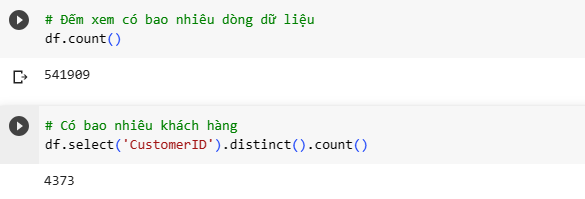 # Đếm xem có bao nhiêu dòng dữ liệu
df.count()
541909
# Có bao nhiêu khách hàng
df.select('CustomerID').distinct().count()
4373